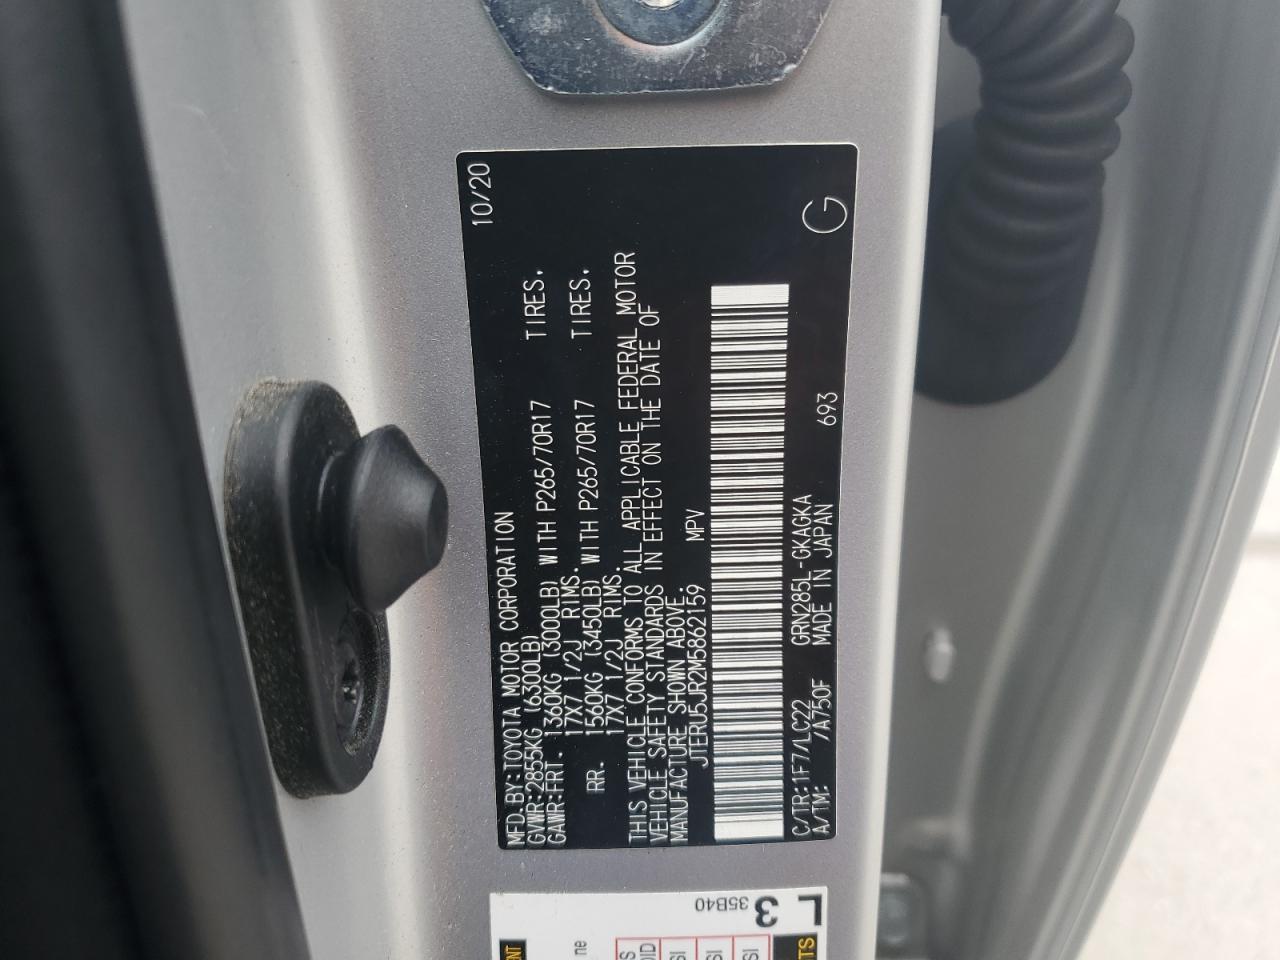 MFD.BY:TOYOTA MOTOR CORPORATION 10/20
GVWR:2855KG (6300LB)
GAWR:FRT. 1360KG (3000LB) WITH P265/70R17 TIRES.
17X7 1/2J RIMS.
RR. 1560KG (3450LB) WITH P265/70R17 TIRES.
17X7 1/2J RIMS
THIS VEHICLE CONFORMS TO ALL APPLICABLE FEDERAL MOTOR
VEHICLE SAFETY STANDARDS IN EFFECT ON THE DATE OF
MANUFACTURE SHOWN ABOVE.
JTERU5JR2M5862159 MPV
C/TR:1F7/LC22 GRN285L-GKAGKA 693 G
A/TM: /A750F MADE IN JAPAN
L3
35B40